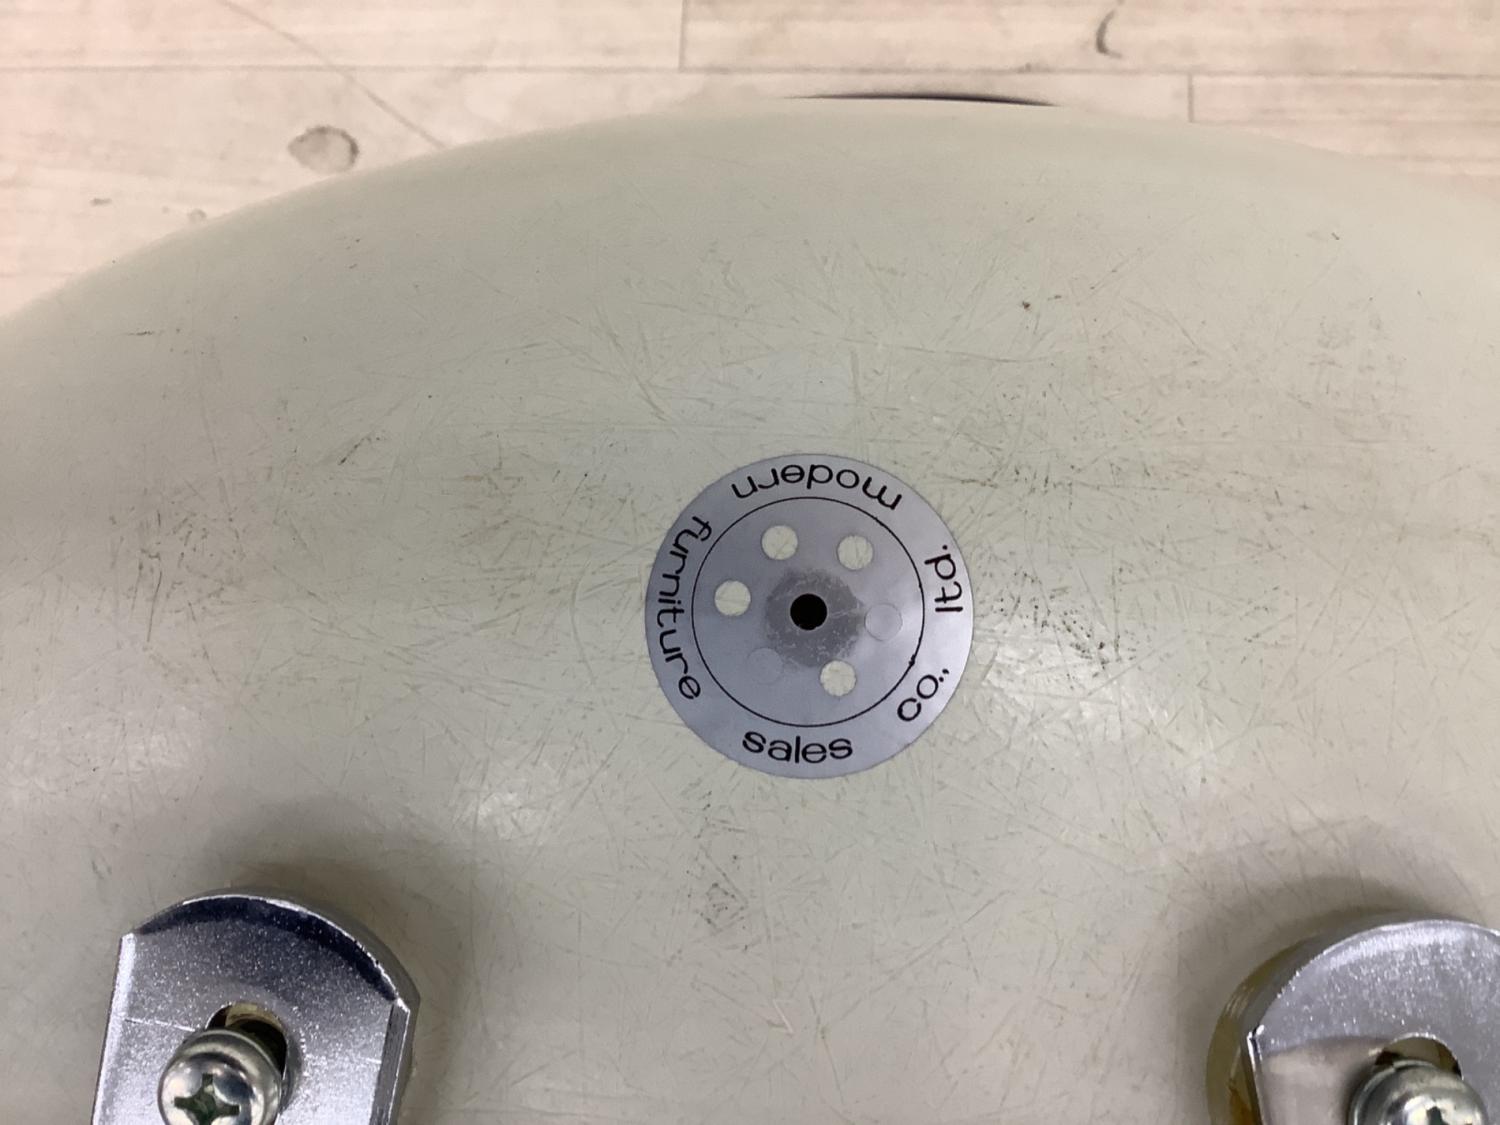 modern furniture sales co., ltd.